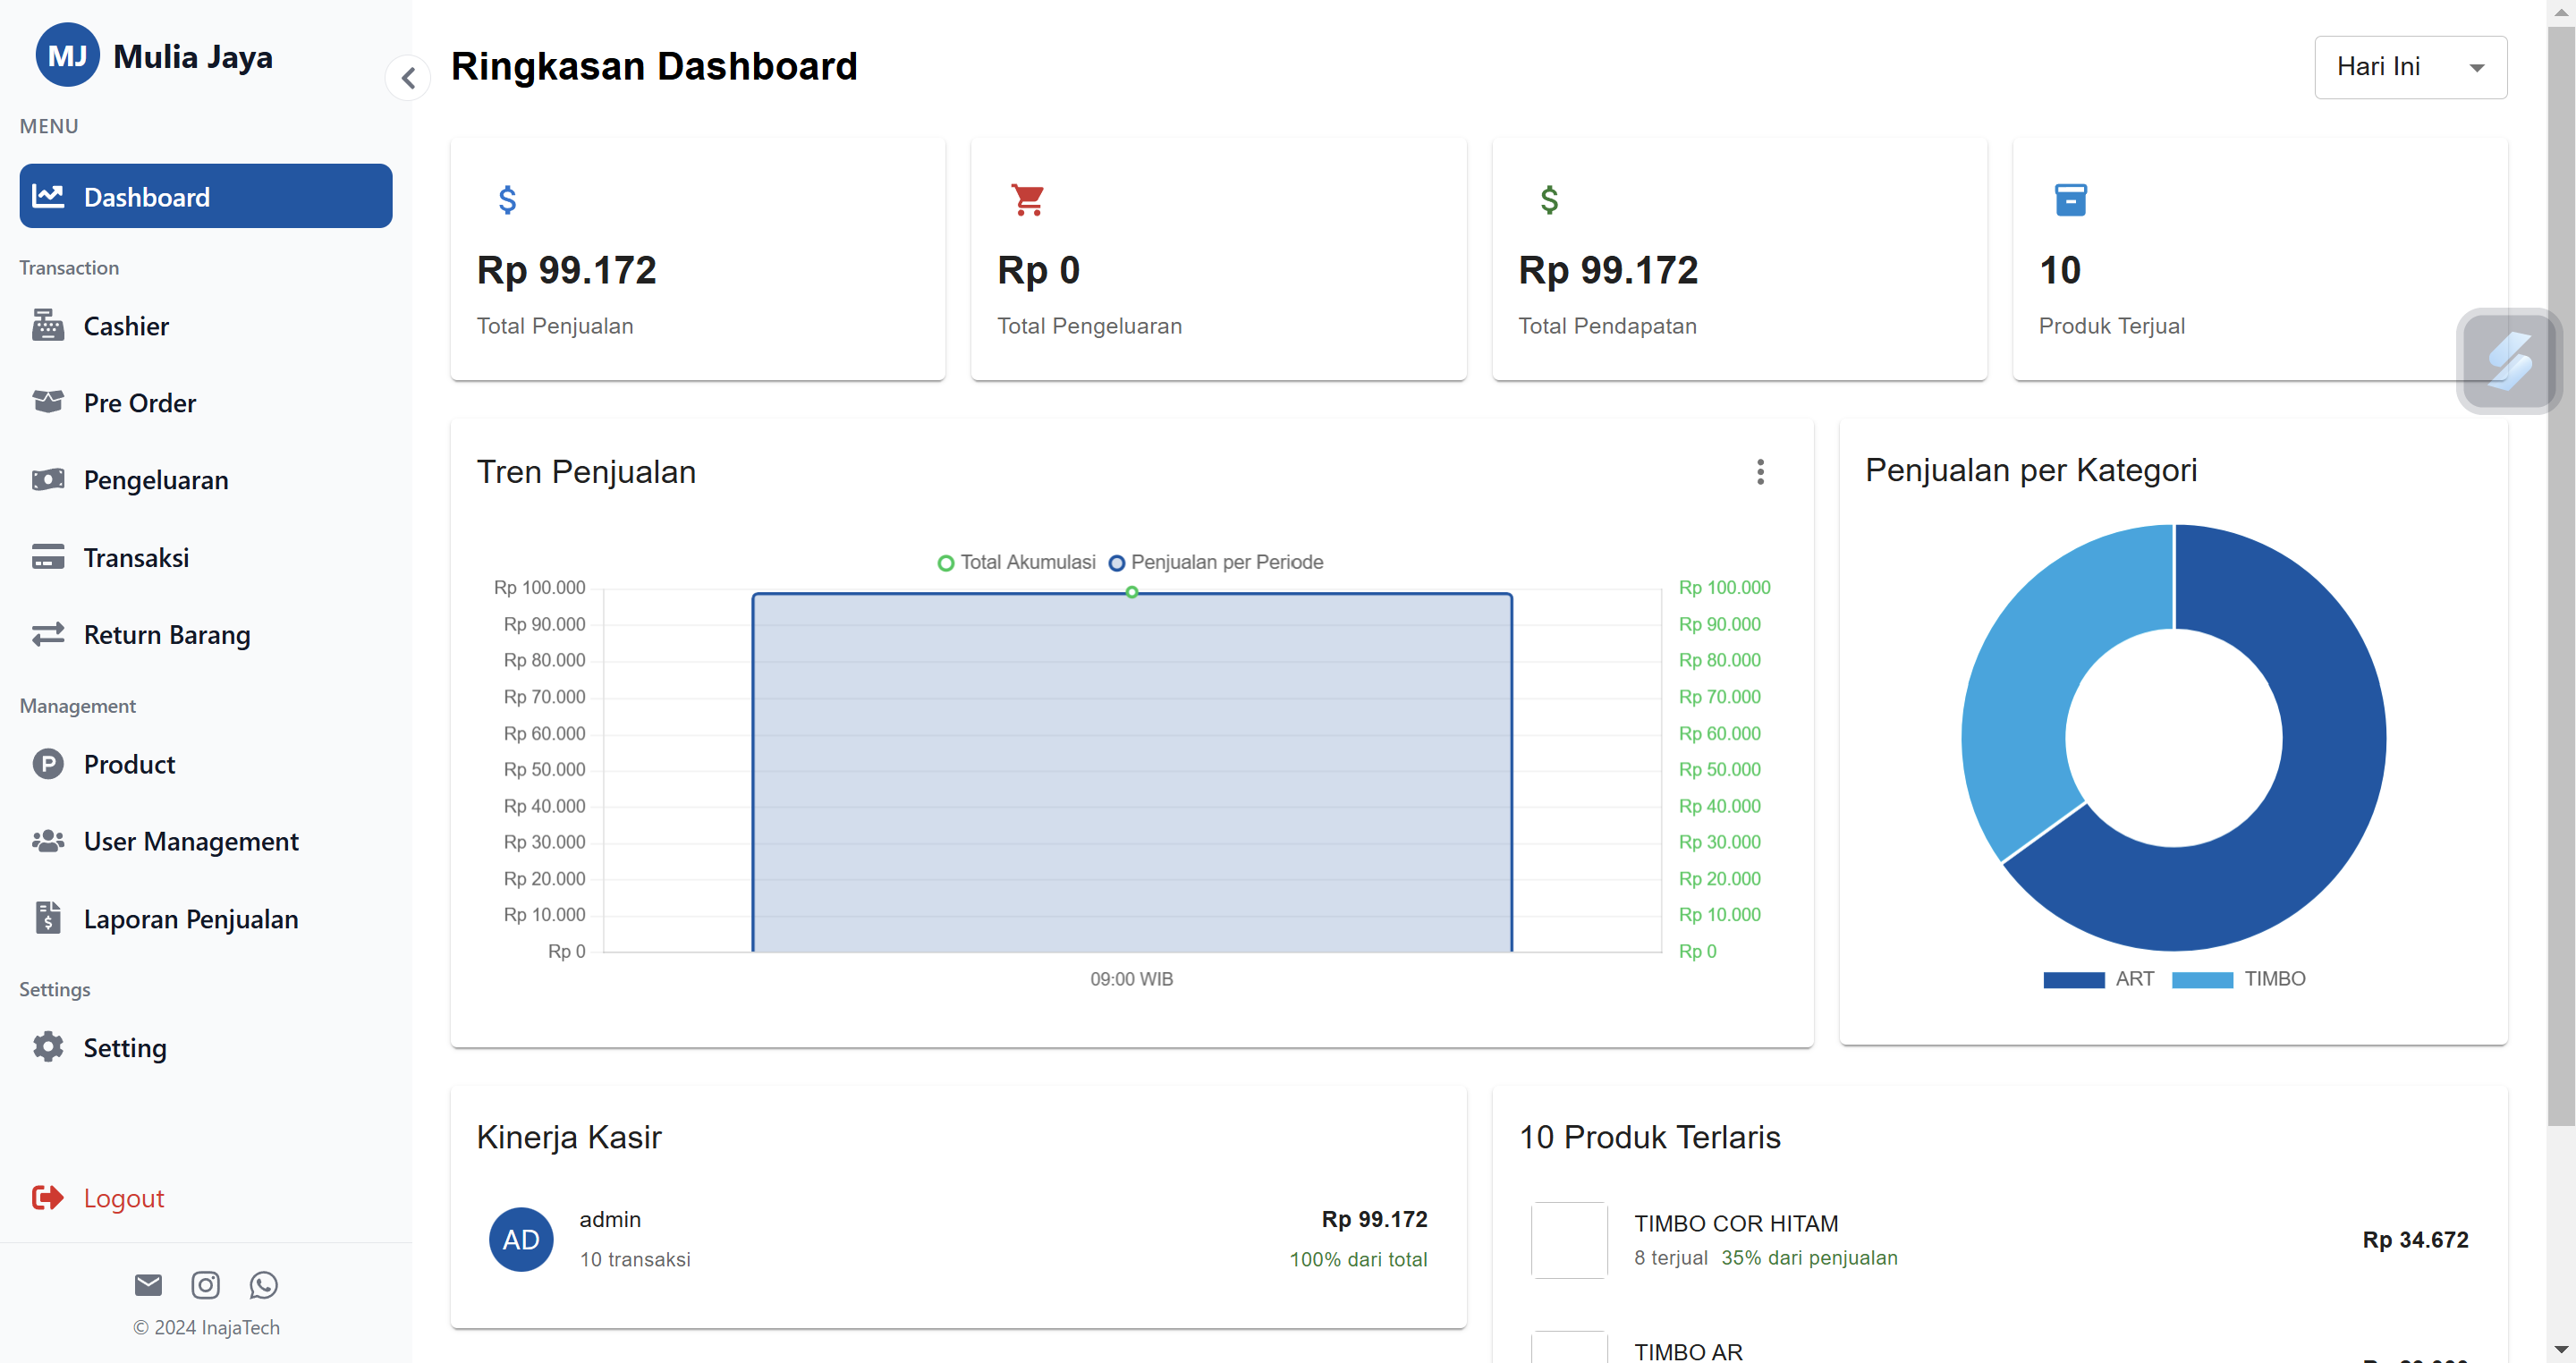 MJ Mulia Jaya
MENU
Dashboard
Transaction
Cashier
Pre Order
Pengeluaran
Transaksi
Return Barang
Management
Product
User Management
Laporan Penjualan
Settings
Setting
Logout
© 2024 InajaTech
Ringkasan Dashboard
Hari Ini
Rp 99.172
Total Penjualan
Rp 0
Total Pengeluaran
Rp 99.172
Total Pendapatan
10
Produk Terjual
Tren Penjualan
Total Akumulasi Penjualan per Periode
Rp 100.000 Rp 100.000
Rp 90.000 Rp 90.000
Rp 80.000 Rp 80.000
Rp 70.000 Rp 70.000
Rp 60.000 Rp 60.000
Rp 50.000 Rp 50.000
Rp 40.000 Rp 40.000
Rp 30.000 Rp 30.000
Rp 20.000 Rp 20.000
Rp 10.000 Rp 10.000
Rp 0 Rp 0
09:00 WIB
Penjualan per Kategori
ART TIMBO
Kinerja Kasir
AD
admin Rp 99.172
10 transaksi 100% dari total
10 Produk Terlaris
TIMBO COR HITAM
8 terjual 35% dari penjualan
Rp 34.672
TIMBO AR